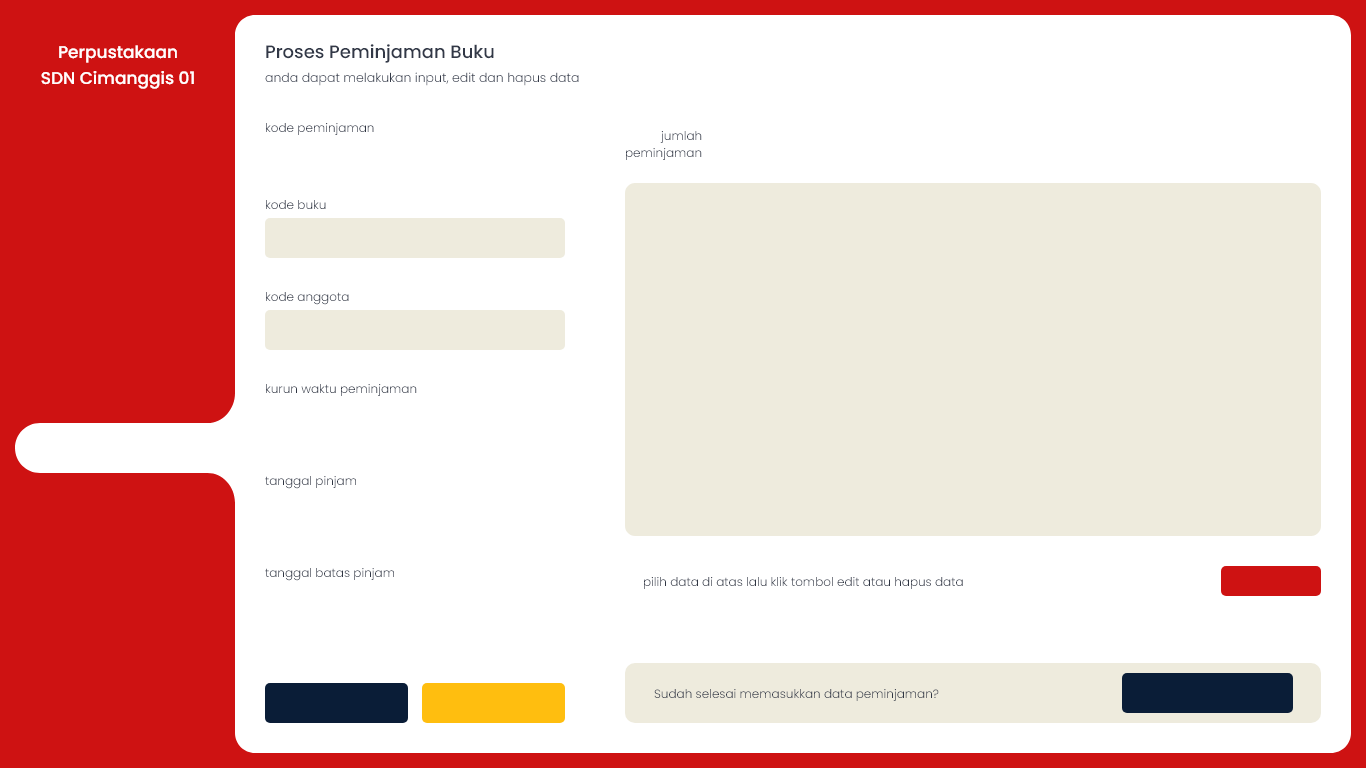 Perpustakaan
SDN Cimanggis 01
Proses Peminjaman Buku
anda dapat melakukan input, edit dan hapus data
kode peminjaman
kode buku
kode anggota
kurun waktu peminjaman
tanggal pinjam
tanggal batas pinjam
jumlah
peminjaman
pilih data di atas lalu klik tombol edit atau hapus data
Sudah selesai memasukkan data peminjaman?